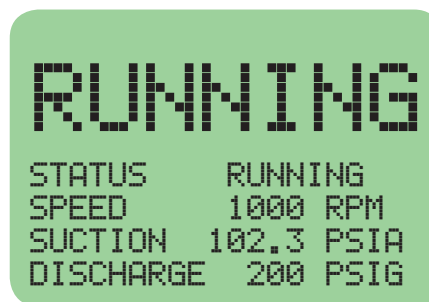 RUNNING
STATUS RUNNING
SPEED 1000 RPM
SUCTION 102.3 PSIA
DISCHARGE 200 PSIG